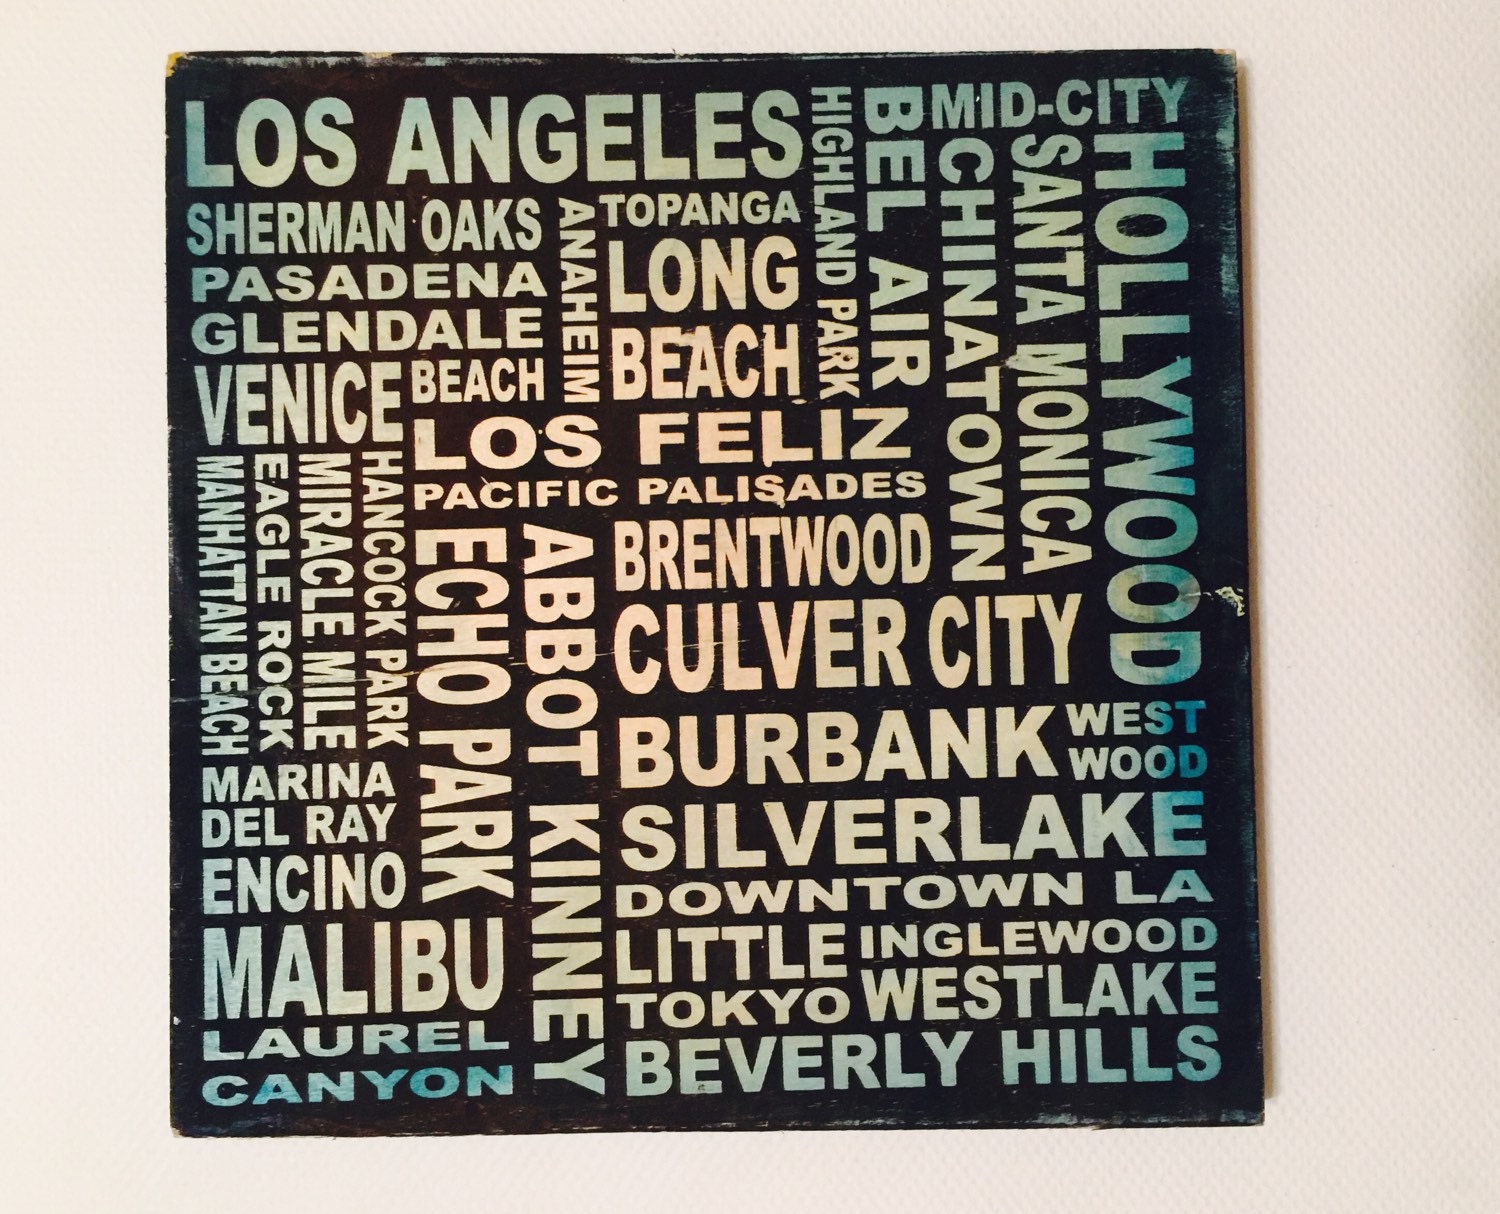 LOS ANGELES
HIGHLAND PARK
BEL AIR
MID-CITY
CHINATOWN
SANTA MONICA
HOLLYWOOD
SHERMAN OAKS
PASADENA
GLENDALE
ANAHEIM
TOPANGA
LONG
BEACH
VENICE
BEACH
LOS FELIZ
PACIFIC PALISADES
MANHATTAN BEACH
EAGLE ROCK
MIRACLE MILE
HANCOCK PARK
ECHO PARK
ABBOT KINNEY
BRENTWOOD
CULVER CITY
BURBANK
WEST
WOOD
SILVERLAKE
DOWNTOWN LA
LITTLE
TOKYO
INGLEWOOD
WESTLAKE
BEVERLY HILLS
MARINA
DEL RAY
ENCINO
MALIBU
LAUREL
CANYON